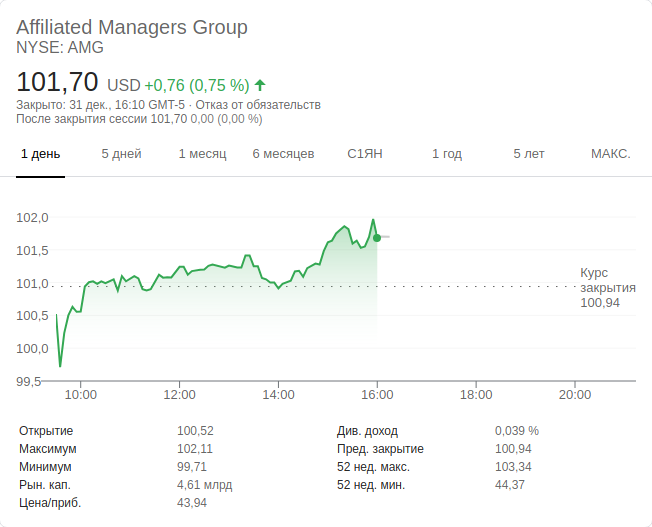 Affiliated Managers Group
NYSE: AMG
101,70 USD +0,76 (0,75 %)
Закрыто: 31 дек., 16:10 GMT-5 · Отказ от обязательств
После закрытия сессии 101,70 0,00 (0,00 %)
1 день 5 дней 1 месяц 6 месяцев С1ЯН 1 год 5 лет МАКС.
102,0
101,5
101,0
100,5
100,0
99,5
Курс
закрытия
100,94
10:00 12:00 14:00 16:00 18:00 20:00
Открытие 100,52 Див. доход 0,039 %
Максимум 102,11 Пред. закрытие 100,94
Минимум 99,71 52 нед. макс. 103,34
Рын. кап. 4,61 млрд 52 нед. мин. 44,37
Цена/приб. 43,94